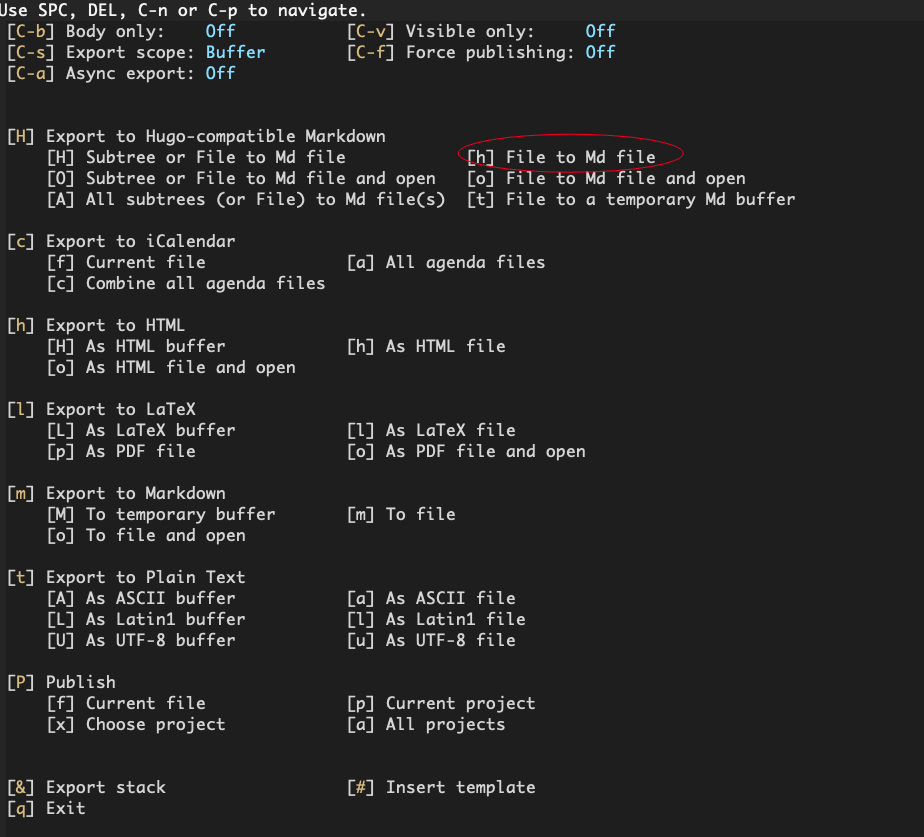 Use SPC, DEL, C-n or C-p to navigate.
[C-b] Body only:    Off           [C-v] Visible only:     Off
[C-s] Export scope: Buffer        [C-f] Force publishing: Off
[C-a] Async export: Off
[H] Export to Hugo-compatible Markdown
    [H] Subtree or File to Md file            [h] File to Md file
    [O] Subtree or File to Md file and open   [o] File to Md file and open
    [A] All subtrees (or File) to Md file(s)  [t] File to a temporary Md buffer
[c] Export to iCalendar
    [f] Current file              [a] All agenda files
    [c] Combine all agenda files
[h] Export to HTML
    [H] As HTML buffer            [h] As HTML file
    [o] As HTML file and open
[l] Export to LaTeX
    [L] As LaTeX buffer           [l] As LaTeX file
    [p] As PDF file               [o] As PDF file and open
[m] Export to Markdown
    [M] To temporary buffer       [m] To file
    [o] To file and open
[t] Export to Plain Text
    [A] As ASCII buffer           [a] As ASCII file
    [L] As Latin1 buffer          [l] As Latin1 file
    [U] As UTF-8 buffer           [u] As UTF-8 file
[P] Publish
    [f] Current file              [p] Current project
    [x] Choose project            [a] All projects
[&] Export stack                  [#] Insert template
[q] Exit